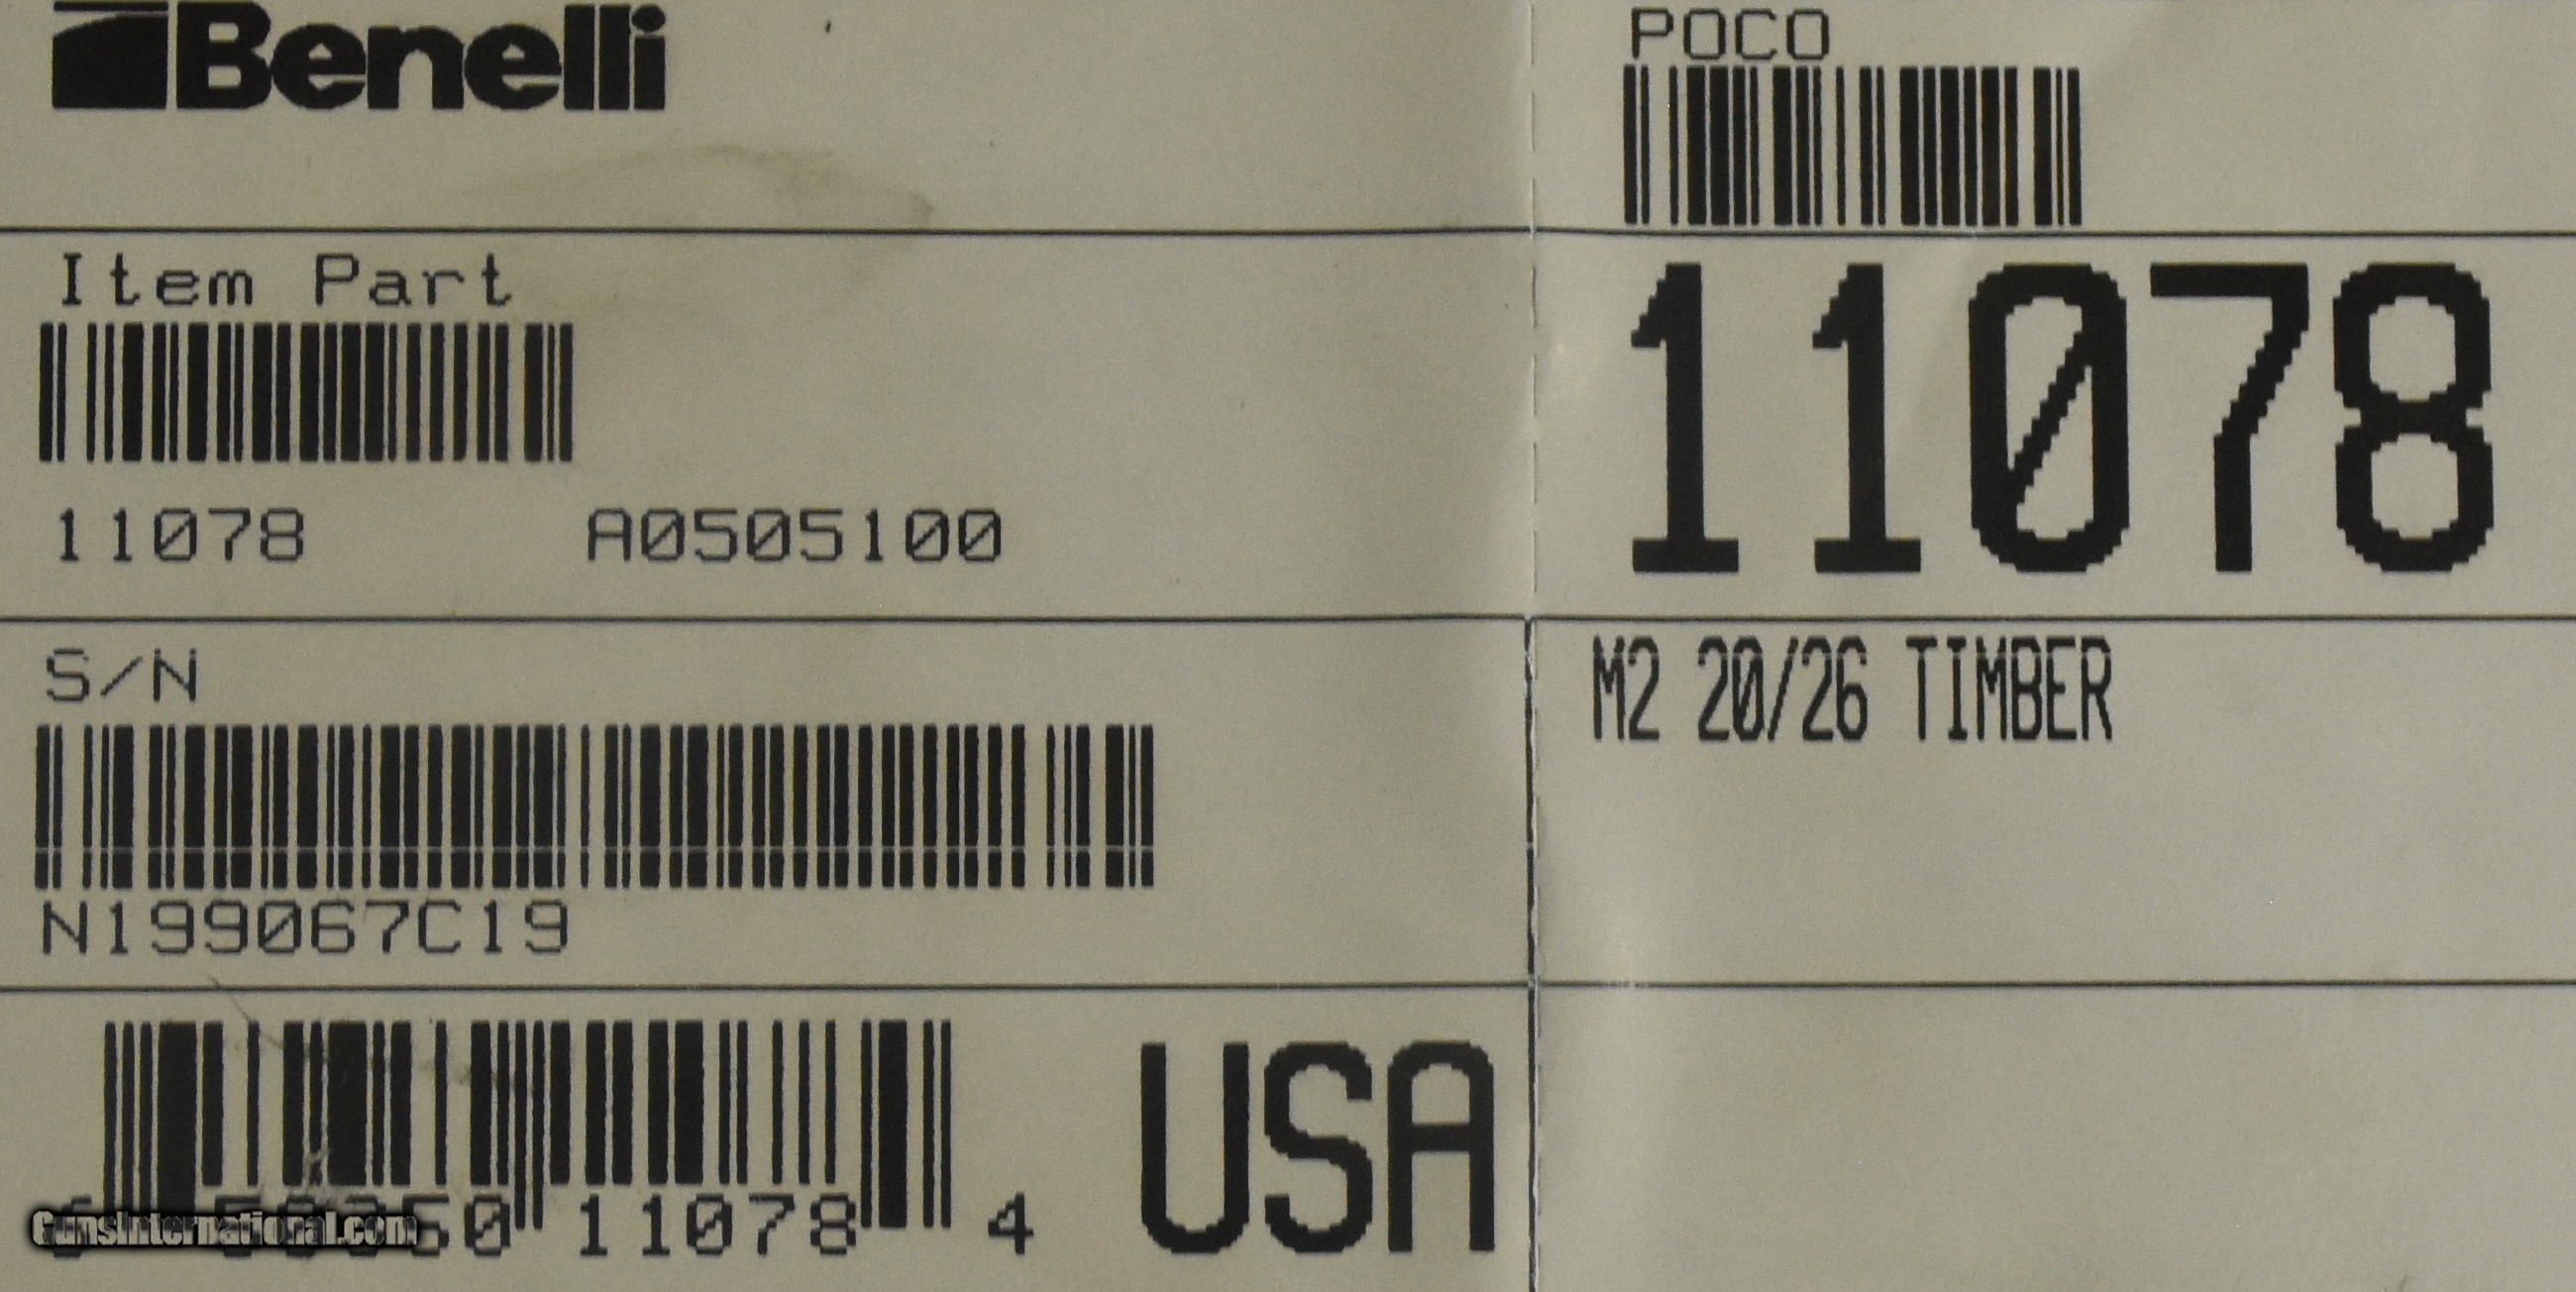 Benelli
POCO
Item Part
11078 A0505100
11078
S/N
N199067C19
M2 20/26 TIMBER
11078 4
USA
GunsInternational.com